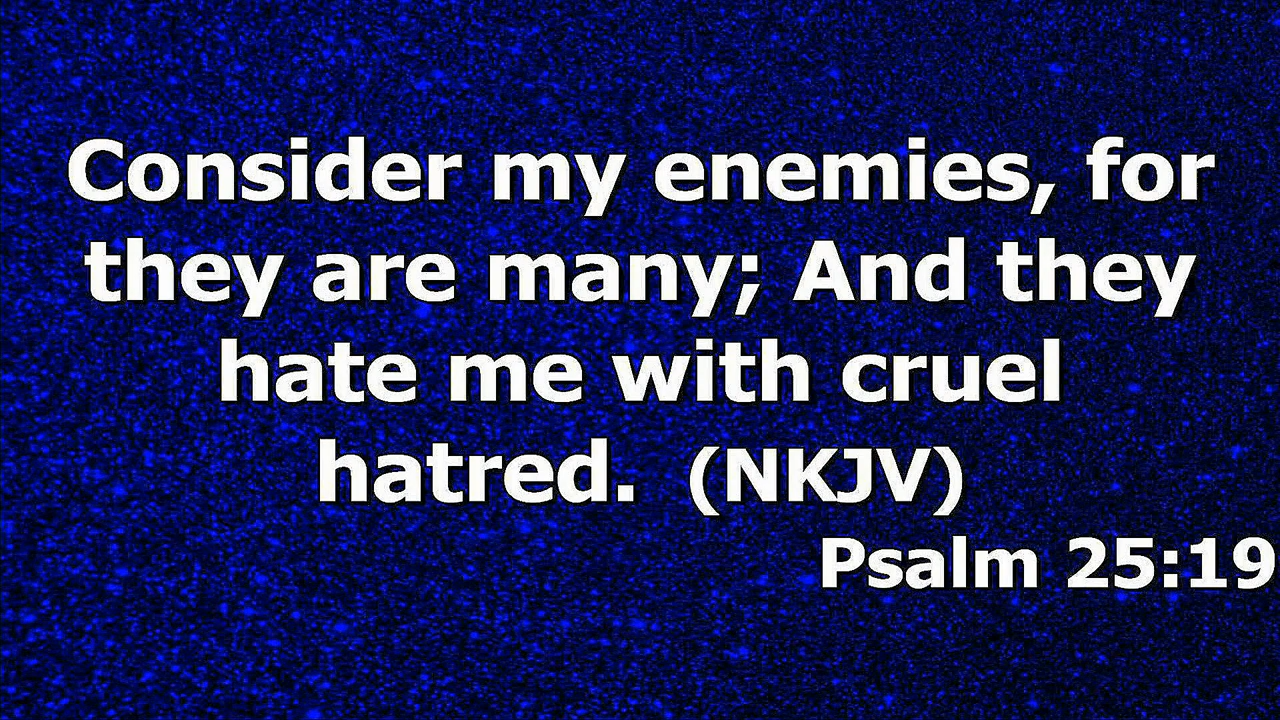 Consider my enemies, for
they are many; And they
hate me with cruel
hatred.  (NKJV)
Psalm 25:19